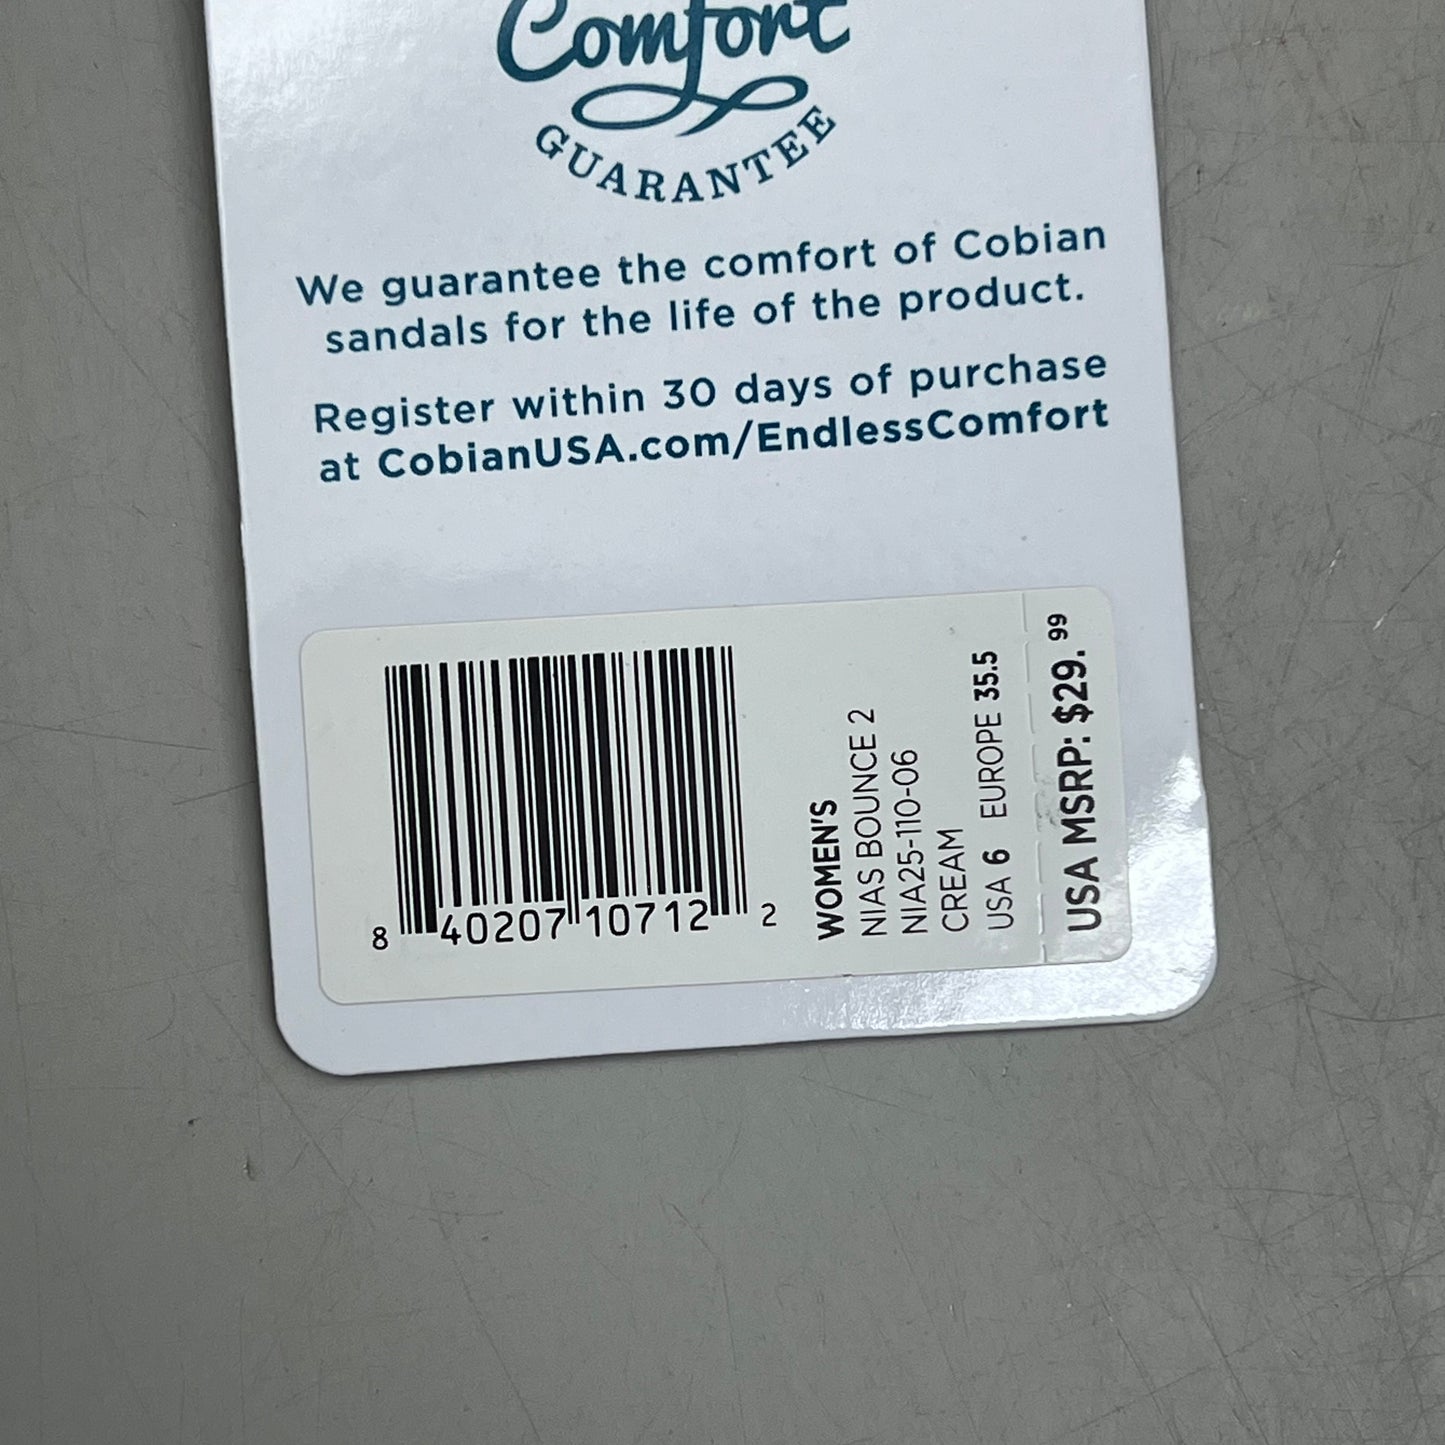 Comfort
GUARANTEE
We guarantee the comfort of Cobian
sandals for the life of the product.
Register within 30 days of purchase
at CobianUSA.com/EndlessComfort
8 40207 10712 2
WOMEN'S
NIAS BOUNCE 2
NIA25-110-06
CREAM
USA 6 EUROPE 35.5
USA MSRP: $29.99